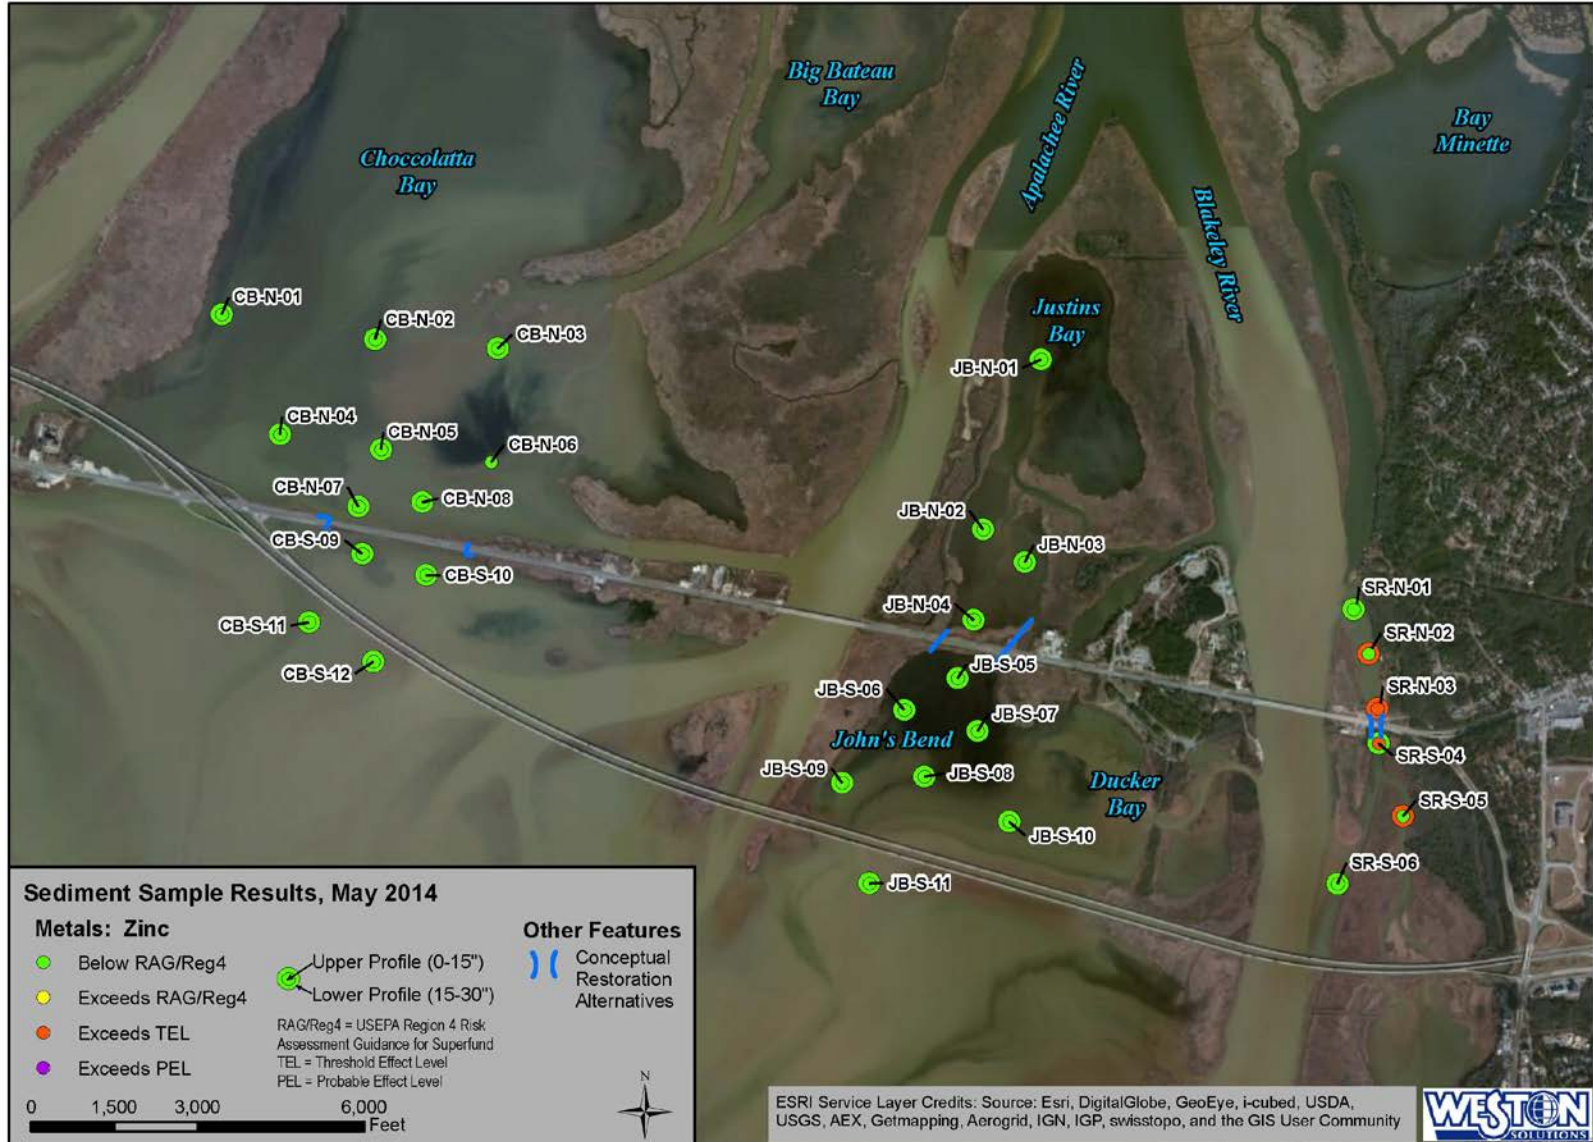 Big Bateau
Bay
Choccolatta
Bay
Apalachee River
Bay
Minette
Blakeley River
Justins
Bay
CB-N-01
CB-N-02
CB-N-03
JB-N-01
CB-N-04
CB-N-05
CB-N-06
CB-N-07
CB-N-08
JB-N-02
CB-S-09
JB-N-03
CB-S-10
JB-N-04
SR-N-01
CB-S-11
SR-N-02
CB-S-12
JB-S-05
JB-S-06
SR-N-03
JB-S-07
John's Bend
SR-S-04
JB-S-09
JB-S-08
Ducker
Bay
SR-S-05
JB-S-10
SR-S-06
JB-S-11
Sediment Sample Results, May 2014
Metals: Zinc
Below RAG/Reg4
Exceeds RAG/Reg4
Exceeds TEL
Exceeds PEL
Upper Profile (0-15")
Lower Profile (15-30")
RAG/Reg4 = USEPA Region 4 Risk
Assessment Guidance for Superfund
TEL = Threshold Effect Level
PEL = Probable Effect Level
Other Features
Conceptual
Restoration
Alternatives
N
0 1,500 3,000 6,000
Feet
ESRI Service Layer Credits: Source: Esri, DigitalGlobe, GeoEye, i-cubed, USDA,
USGS, AEX, Getmapping, Aerogrid, IGN, IGP, swisstopo, and the GIS User Community
WESTON
SOLUTIONS